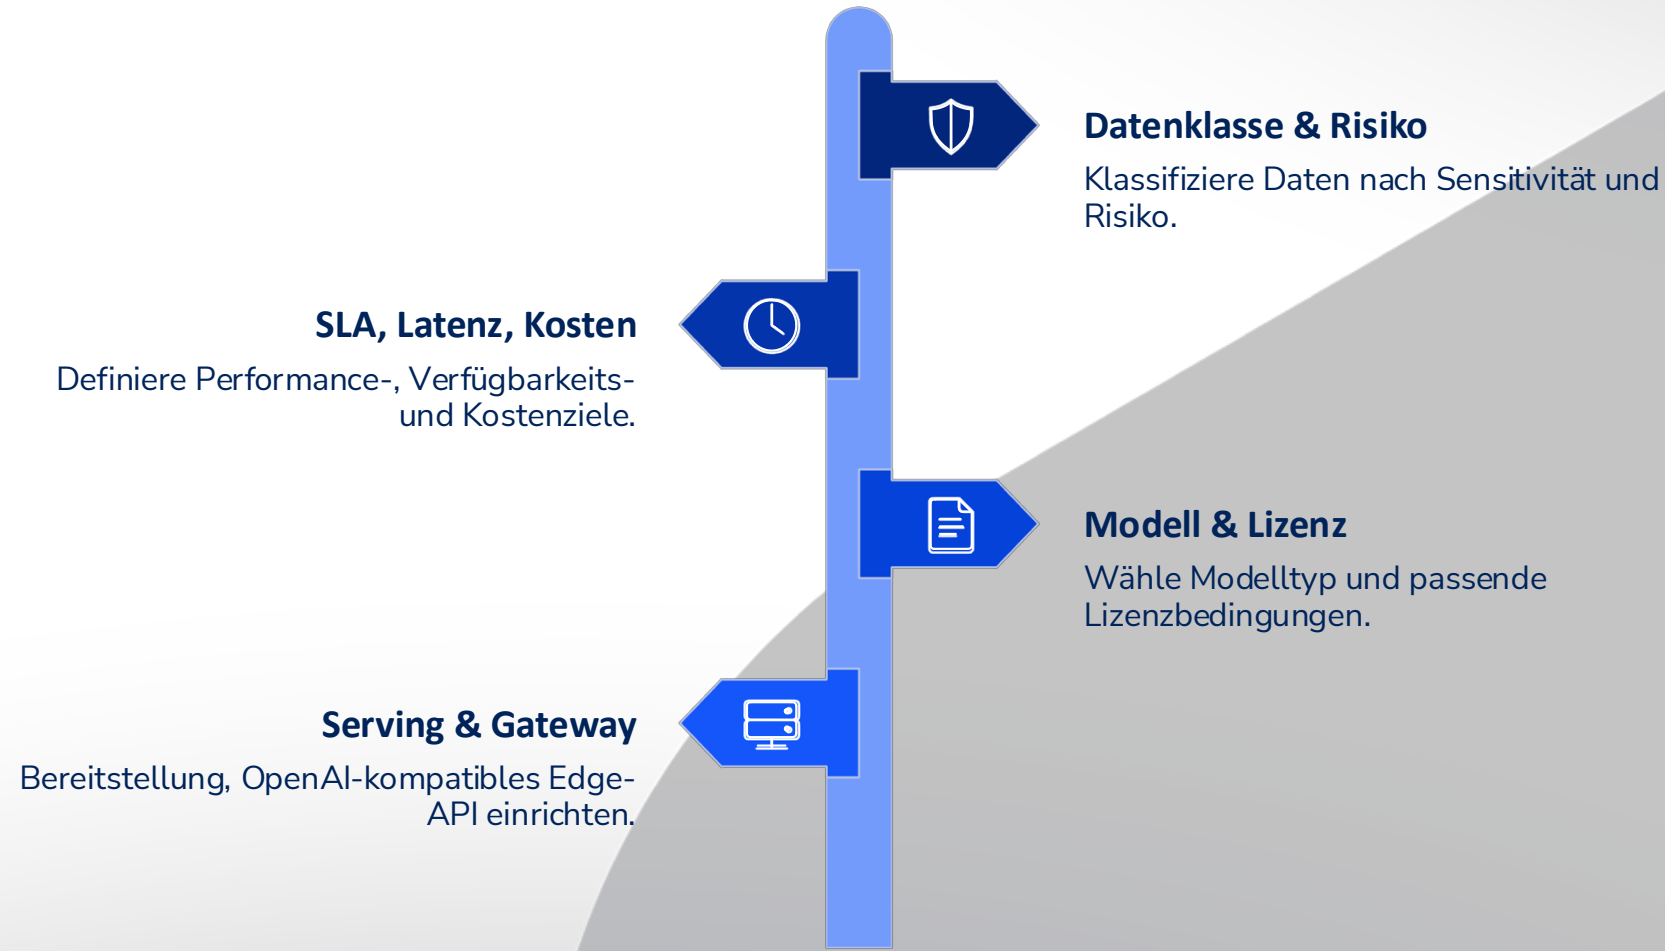 Datenklasse & Risiko
Klassifiziere Daten nach Sensitivität und
Risiko.
SLA, Latenz, Kosten
Definiere Performance-, Verfügbarkeits-
und Kostenziele.
Modell & Lizenz
Wähle Modelltyp und passende
Lizenzbedingungen.
Serving & Gateway
Bereitstellung, OpenAI-kompatibles Edge-
API einrichten.